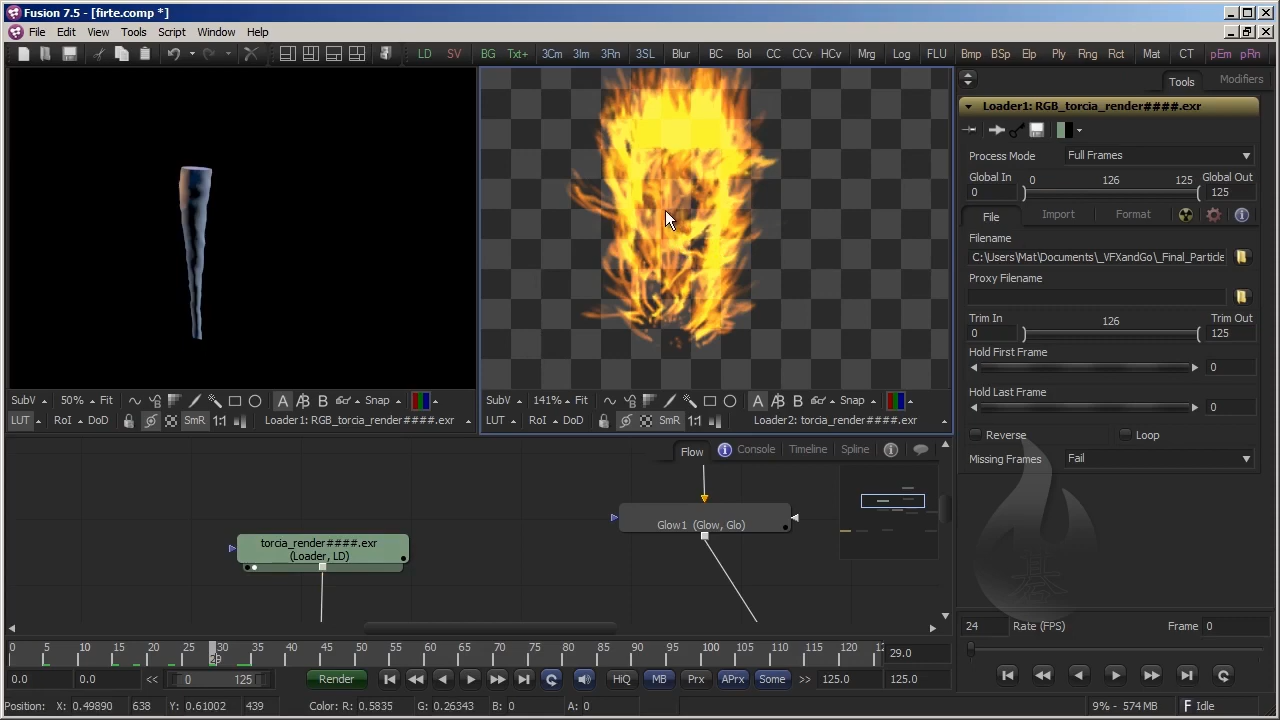 Fusion 7.5 - [firte.comp *]
File Edit View Tools Script Window Help
LD SV BG Txt+ 3Cm 3Im 3Rn 3SL Blur BC Bol CC CCv HCv Mrg Log FLU Bmp BSp Elp Ply Rng Rct Mat CT pEm pRn
Tools Modifiers
Loader1: RGB_torcia_render####.exr
Process Mode Full Frames
Global In 0 126 125 Global Out
0 125
File Import Format
Filename
C:\Users\Mat\Documents\_VFXandGo\_Final_Particle
Proxy Filename
Trim In 126 Trim Out
0 125
Hold First Frame
0
Hold Last Frame
0
Reverse Loop
Missing Frames Fail
24 Rate (FPS) Frame 0
SubV 50% Fit A A/B B Snap
LUT RoI DoD SmR 1:1 Loader1: RGB_torcia_render####.exr
SubV 141% Fit A A/B B Snap
LUT RoI DoD SmR 1:1 Loader2: torcia_render####.exr
Flow Console Timeline Spline
Glow1 (Glow, Glo)
torcia_render####.exr
(Loader, LD)
0 5 10 15 20 25 30 35 40 45 50 55 60 65 70 75 80 85 90 95 100 105 110 115 120 12
29 29.0
0.0 0.0 << 0 125 Render HiQ MB Prx APrx Some >> 125.0 125.0
Position: X: 0.49890 638 Y: 0.61002 439 Color: R: 0.5835 G: 0.26343 B: 0 A: 0 9% - 574 MB Idle